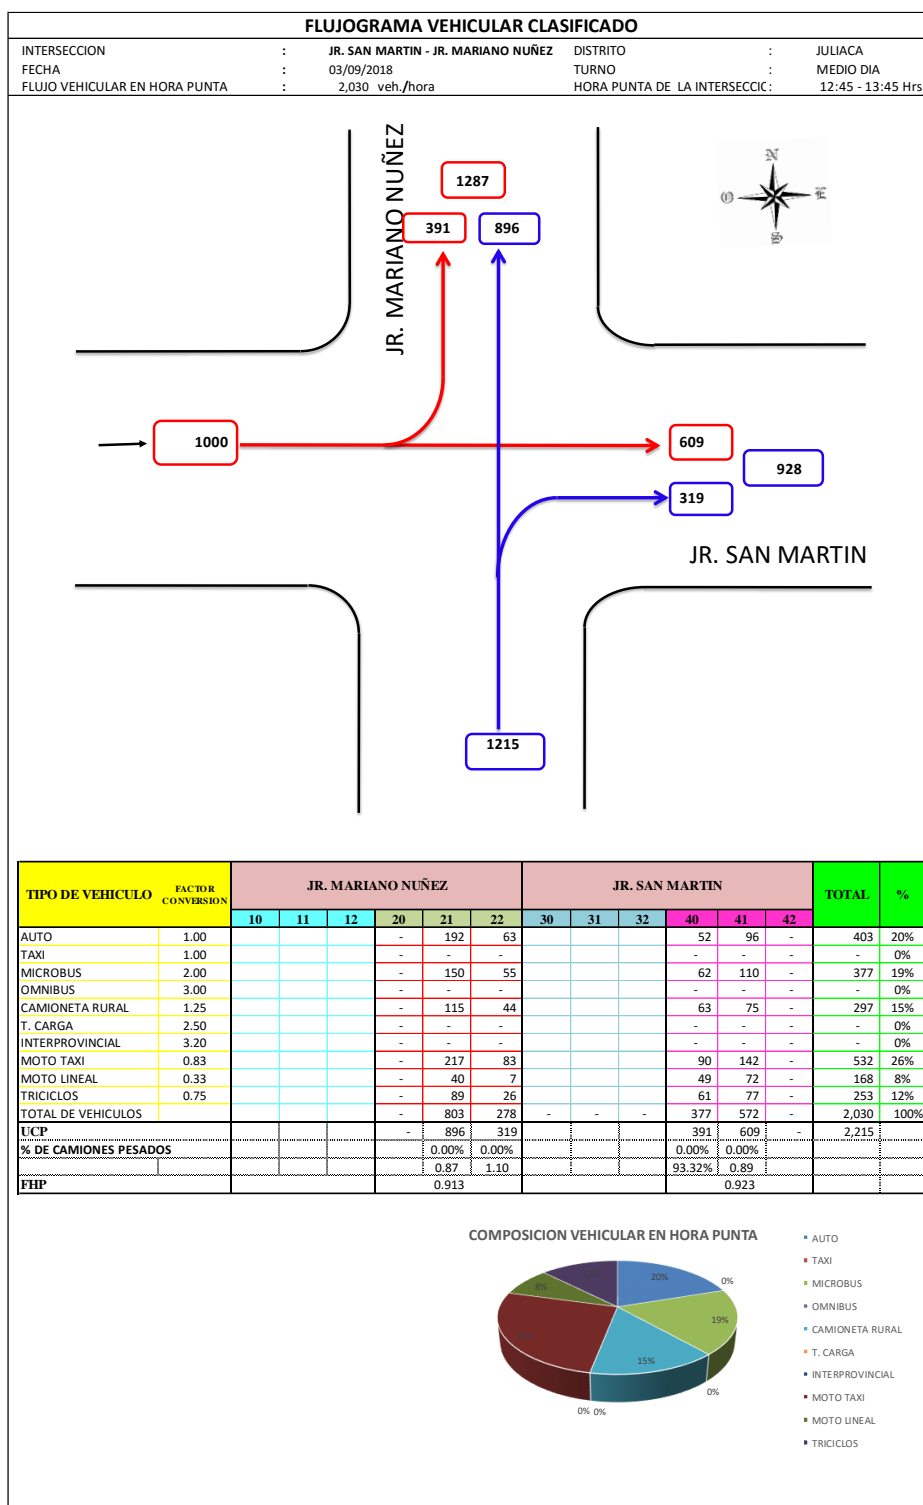 FLUJOGRAMA VEHICULAR CLASIFICADO
INTERSECCION : JR. SAN MARTIN - JR. MARIANO NUÑEZ DISTRITO : JULIACA
FECHA : 03/09/2018 TURNO : MEDIO DIA
FLUJO VEHICULAR EN HORA PUNTA : 2,030 veh./hora HORA PUNTA DE LA INTERSECCIC : 12:45 - 13:45 Hrs
JR. MARIANO NUÑEZ
1287
391 896
N
O E
S
1000
609
928
319
JR. SAN MARTIN
1215
TIPO DE VEHICULO FACTOR CONVERSION JR. MARIANO NUÑEZ JR. SAN MARTIN TOTAL %
10 11 12 20 21 22 30 31 32 40 41 42
AUTO 1.00 - 192 63 52 96 - 403 20%
TAXI 1.00 - - - - - - - 0%
MICROBUS 2.00 - 150 55 62 110 - 377 19%
OMNIBUS 3.00 - - - - - - - 0%
CAMIONETA RURAL 1.25 - 115 44 63 75 - 297 15%
T. CARGA 2.50 - - - - - - - 0%
INTERPROVINCIAL 3.20 - - - - - - - 0%
MOTO TAXI 0.83 - 217 83 90 142 - 532 26%
MOTO LINEAL 0.33 - 40 7 49 72 - 168 8%
TRICICLOS 0.75 - 89 26 61 77 - 253 12%
TOTAL DE VEHICULOS - 803 278 - - - 377 572 - 2,030 100%
UCP - 896 319 391 609 - 2,215
% DE CAMIONES PESADOS 0.00% 0.00% 0.00% 0.00%
0.87 1.10 93.32% 0.89
FHP 0.913 0.923
COMPOSICION VEHICULAR EN HORA PUNTA
20%
0%
19%
0%
15%
0% 0%
8%
AUTO
TAXI
MICROBUS
OMNIBUS
CAMIONETA RURAL
T. CARGA
INTERPROVINCIAL
MOTO TAXI
MOTO LINEAL
TRICICLOS